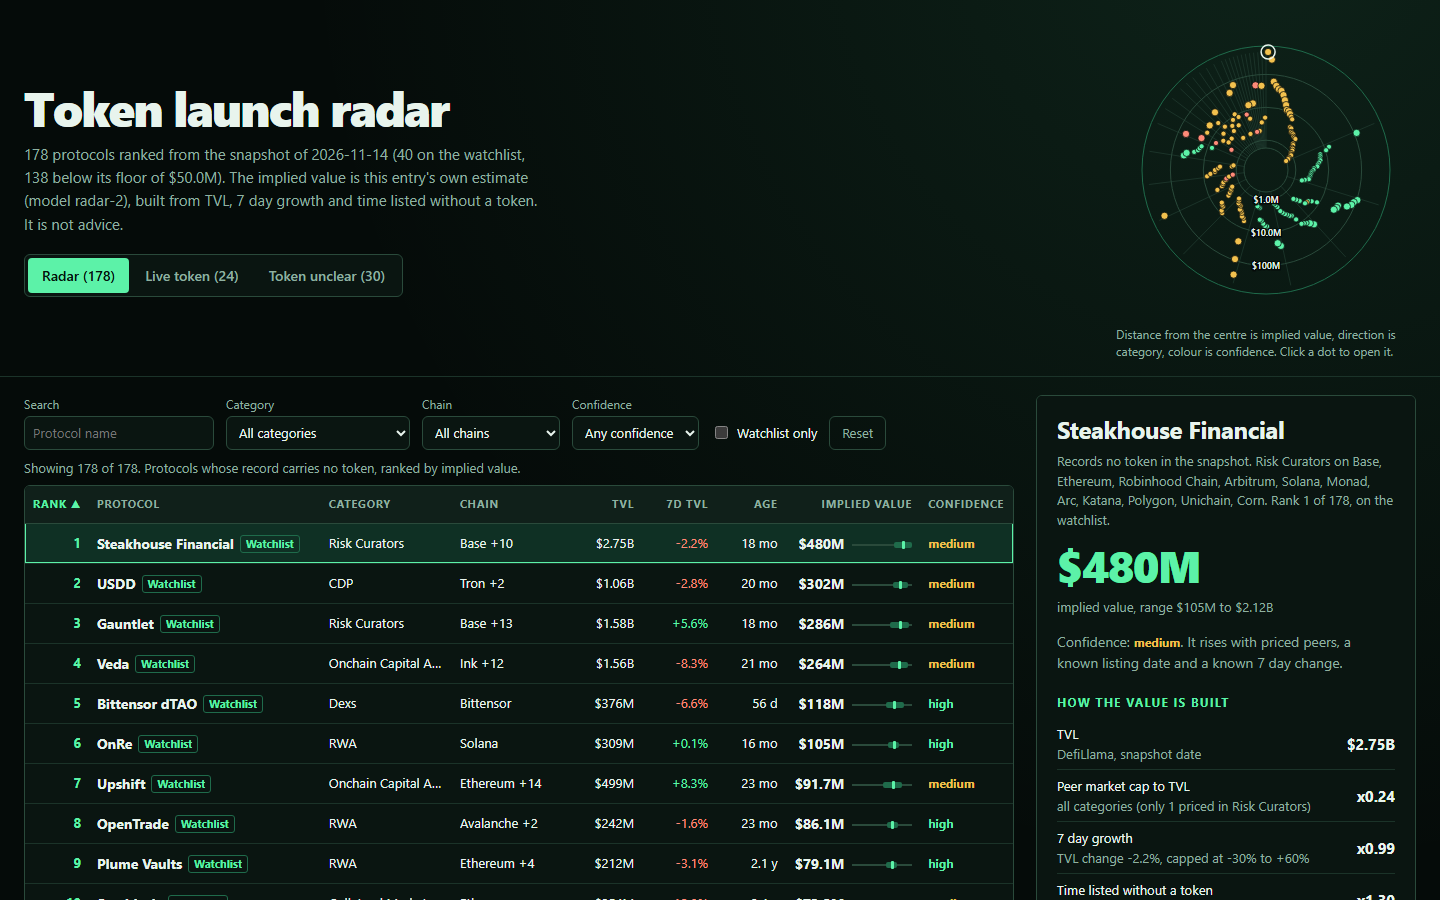 Token launch radar
178 protocols ranked from the snapshot of 2026-11-14 (40 on the watchlist,
138 below its floor of $50.0M). The implied value is this entry's own estimate
(model radar-2), built from TVL, 7 day growth and time listed without a token.
It is not advice.
Radar (178) Live token (24) Token unclear (30)
$1.0M
$10.0M
$100M
Distance from the centre is implied value, direction is
category, colour is confidence. Click a dot to open it.
Search Category Chain Confidence
Protocol name All categories All chains Any confidence Watchlist only Reset
Showing 178 of 178. Protocols whose record carries no token, ranked by implied value.
RANK ▲ PROTOCOL CATEGORY CHAIN TVL 7D TVL AGE IMPLIED VALUE CONFIDENCE
1 Steakhouse Financial Watchlist Risk Curators Base +10 $2.75B -2.2% 18 mo $480M medium
2 USDD Watchlist CDP Tron +2 $1.06B -2.8% 20 mo $302M medium
3 Gauntlet Watchlist Risk Curators Base +13 $1.58B +5.6% 18 mo $286M medium
4 Veda Watchlist Onchain Capital A... Ink +12 $1.56B -8.3% 21 mo $264M medium
5 Bittensor dTAO Watchlist Dexs Bittensor $376M -6.6% 56 d $118M high
6 OnRe Watchlist RWA Solana $309M +0.1% 16 mo $105M high
7 Upshift Watchlist Onchain Capital A... Ethereum +14 $499M +8.3% 23 mo $91.7M medium
8 OpenTrade Watchlist RWA Avalanche +2 $242M -1.6% 23 mo $86.1M high
9 Plume Vaults Watchlist RWA Ethereum +4 $212M -3.1% 2.1 y $79.1M high
Steakhouse Financial
Records no token in the snapshot. Risk Curators on Base,
Ethereum, Robinhood Chain, Arbitrum, Solana, Monad,
Arc, Katana, Polygon, Unichain, Corn. Rank 1 of 178, on the
watchlist.
$480M
implied value, range $105M to $2.12B
Confidence: medium. It rises with priced peers, a
known listing date and a known 7 day change.
HOW THE VALUE IS BUILT
TVL
DefiLlama, snapshot date
$2.75B
Peer market cap to TVL
all categories (only 1 priced in Risk Curators)
x0.24
7 day growth
TVL change -2.2%, capped at -30% to +60%
x0.99
Time listed without a token
x1.30